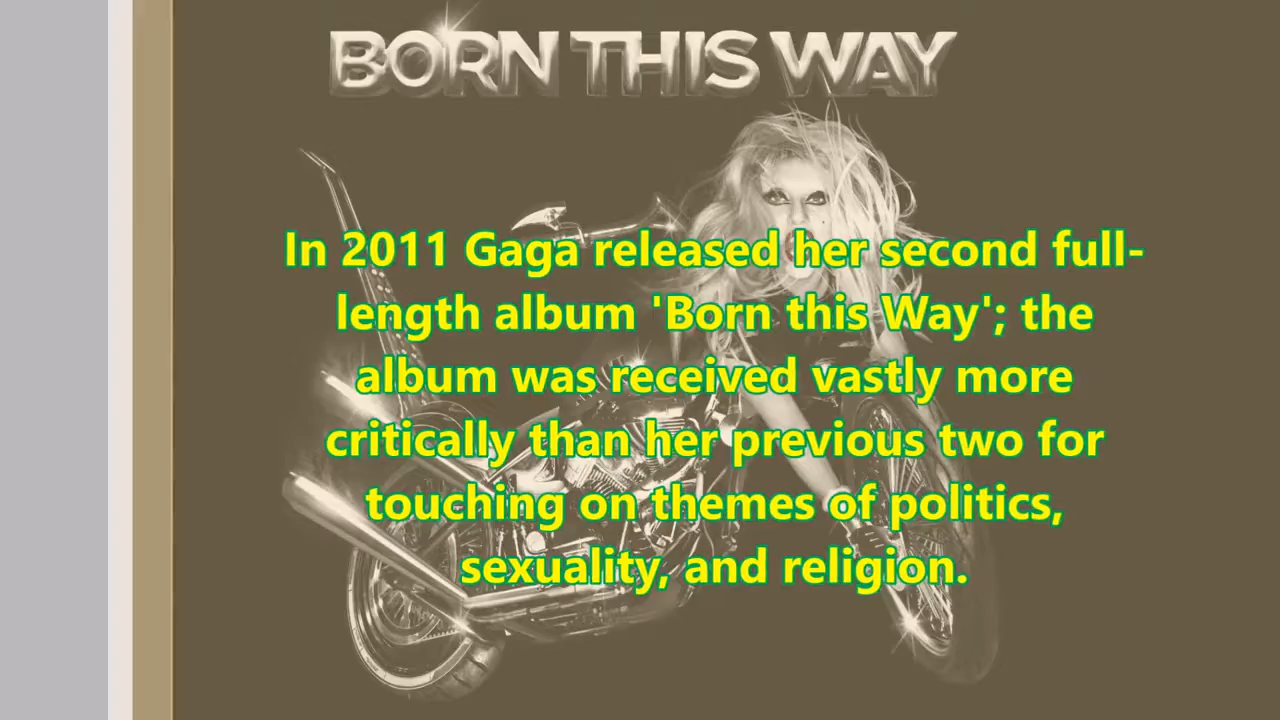 BORN THIS WAY
In 2011 Gaga released her second full-
length album 'Born this Way'; the
album was received vastly more
critically than her previous two for
touching on themes of politics,
sexuality, and religion.